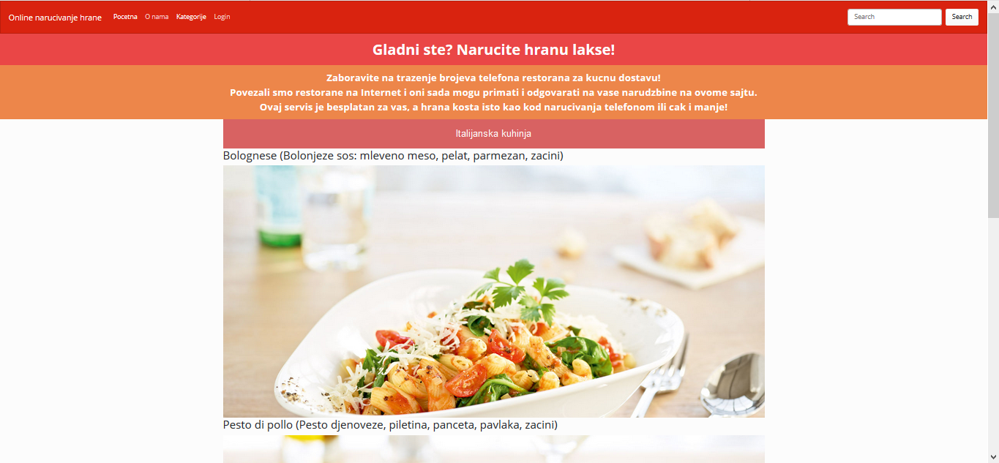 Online narucivanje hrane Pocetna O nama Kategorije Login Search Search
Gladni ste? Narucite hranu lakse!
Zaboravite na trazenje brojeva telefona restorana za kucnu dostavu!
Povezali smo restorane na Internet i oni sada mogu primati i odgovarati na vase narudzbine na ovome sajtu.
Ovaj servis je besplatan za vas, a hrana kosta isto kao kod narucivanja telefonom ili cak i manje!
Italijanska kuhinja
Bolognese (Bolonjeze sos: mleveno meso, pelat, parmezan, zacini)
Pesto di pollo (Pesto djenoveze, piletina, panceta, pavlaka, zacini)